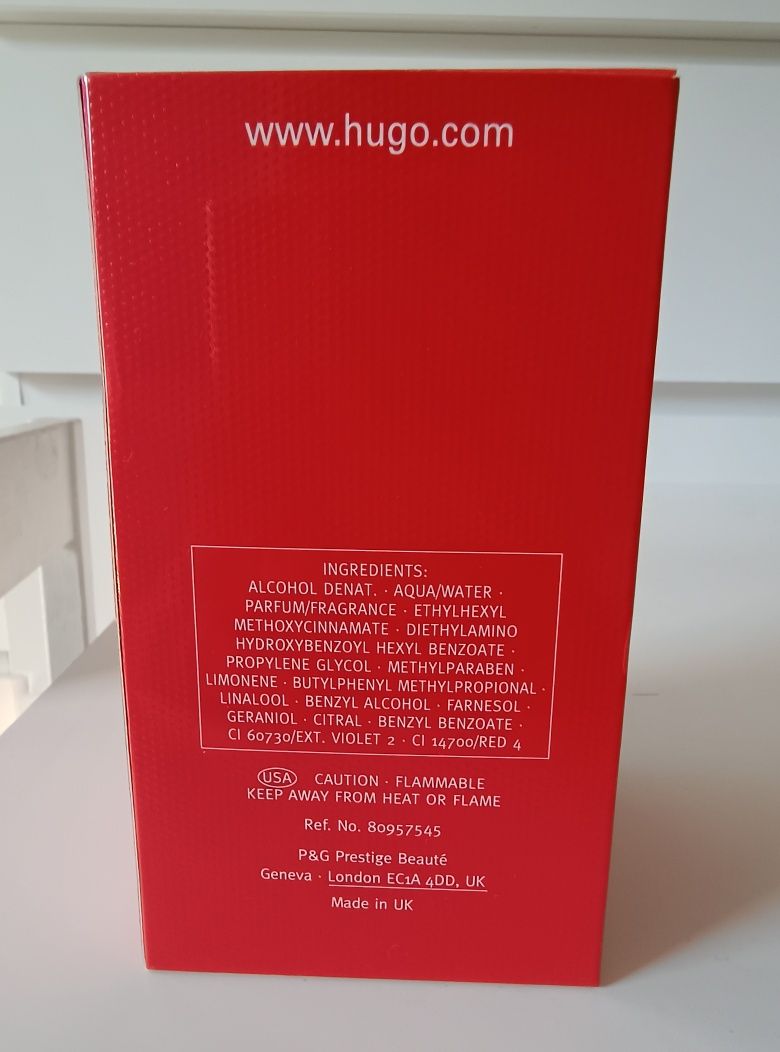 www.hugo.com
INGREDIENTS:
ALCOHOL DENAT. · AQUA/WATER ·
PARFUM/FRAGRANCE · ETHYLHEXYL
METHOXYCINNAMATE · DIETHYLAMINO
HYDROXYBENZOYL HEXYL BENZOATE ·
PROPYLENE GLYCOL · METHYLPARABEN ·
LIMONENE · BUTYLPHENYL METHYLPROPIONAL ·
LINALOOL · BENZYL ALCOHOL · FARNESOL ·
GERANIOL · CITRAL · BENZYL BENZOATE ·
CI 60730/EXT. VIOLET 2 · CI 14700/RED 4
USA CAUTION · FLAMMABLE
KEEP AWAY FROM HEAT OR FLAME
Ref. No. 80957545
P&G Prestige Beauté
Geneva · London EC1A 4DD, UK
Made in UK